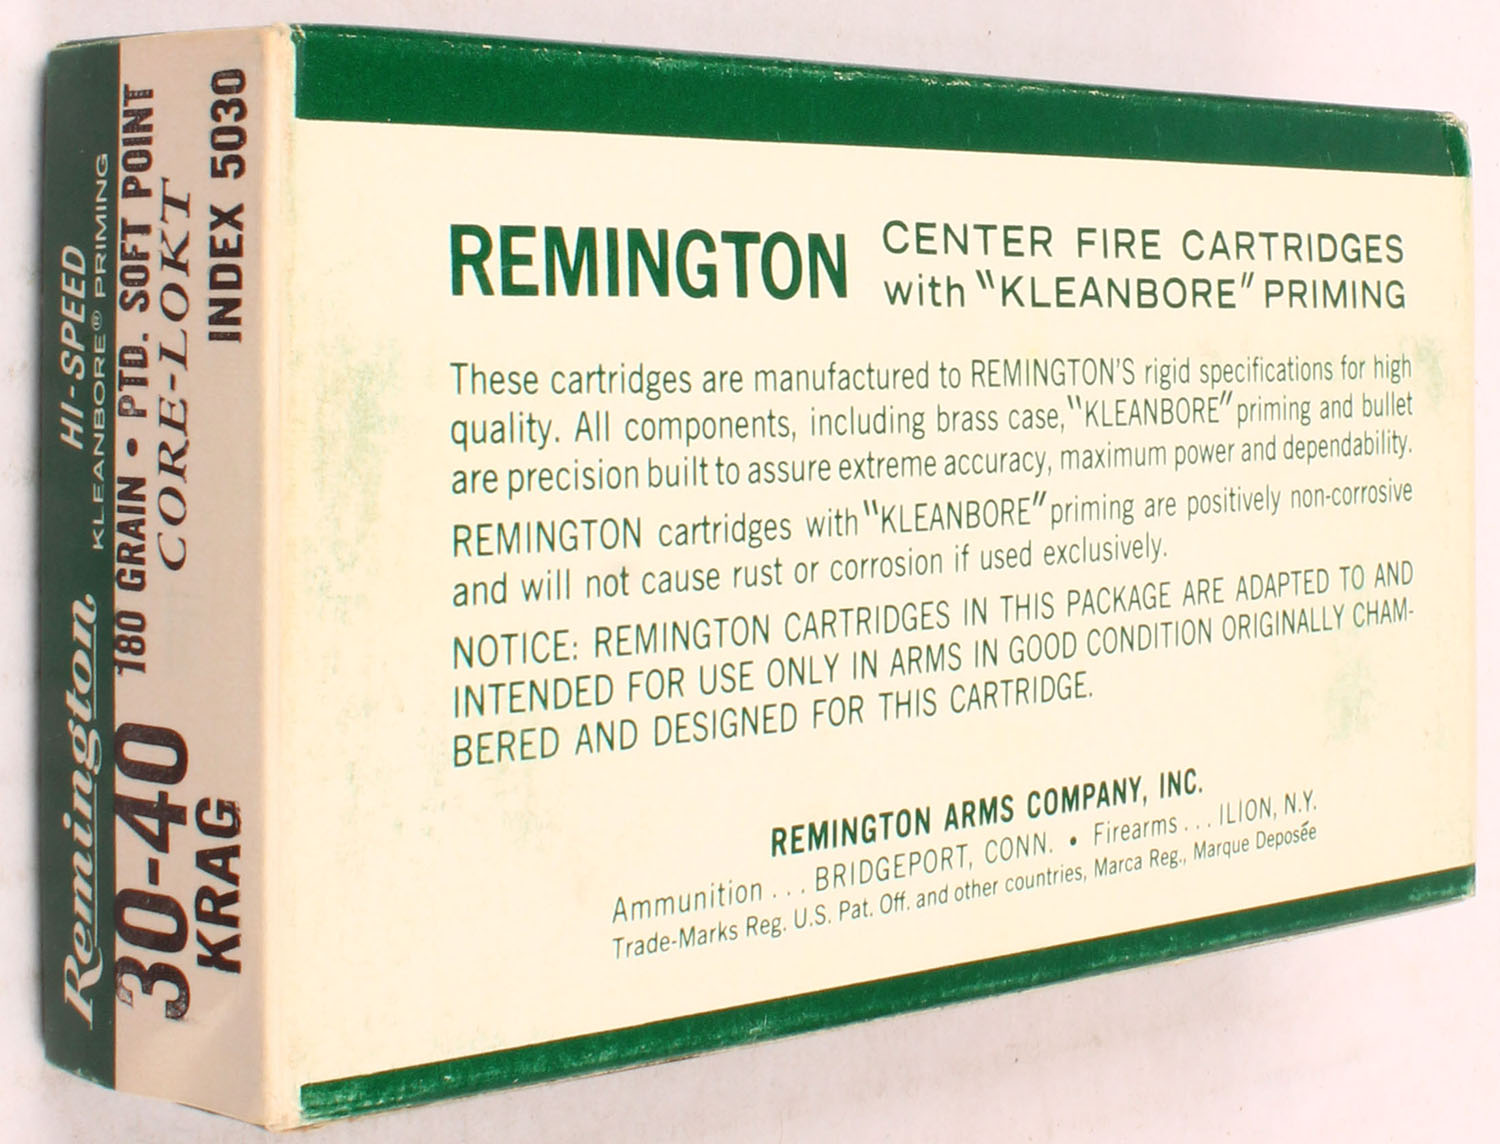 Remington HI-SPEED
KLEANBORE® PRIMING
30-40 180 GRAIN • PTD. SOFT POINT
CORE-LOKT
KRAG INDEX 5030
REMINGTON CENTER FIRE CARTRIDGES
with "KLEANBORE" PRIMING
These cartridges are manufactured to REMINGTON'S rigid specifications for high
quality. All components, including brass case, "KLEANBORE" priming and bullet
are precision built to assure extreme accuracy, maximum power and dependability.
REMINGTON cartridges with "KLEANBORE" priming are positively non-corrosive
and will not cause rust or corrosion if used exclusively.
NOTICE: REMINGTON CARTRIDGES IN THIS PACKAGE ARE ADAPTED TO AND
INTENDED FOR USE ONLY IN ARMS IN GOOD CONDITION ORIGINALLY CHAM-
BERED AND DESIGNED FOR THIS CARTRIDGE.
REMINGTON ARMS COMPANY, INC.
Ammunition . . . BRIDGEPORT, CONN. • Firearms . . . ILION, N.Y.
Trade-Marks Reg. U.S. Pat. Off. and other countries, Marca Reg., Marque Deposée